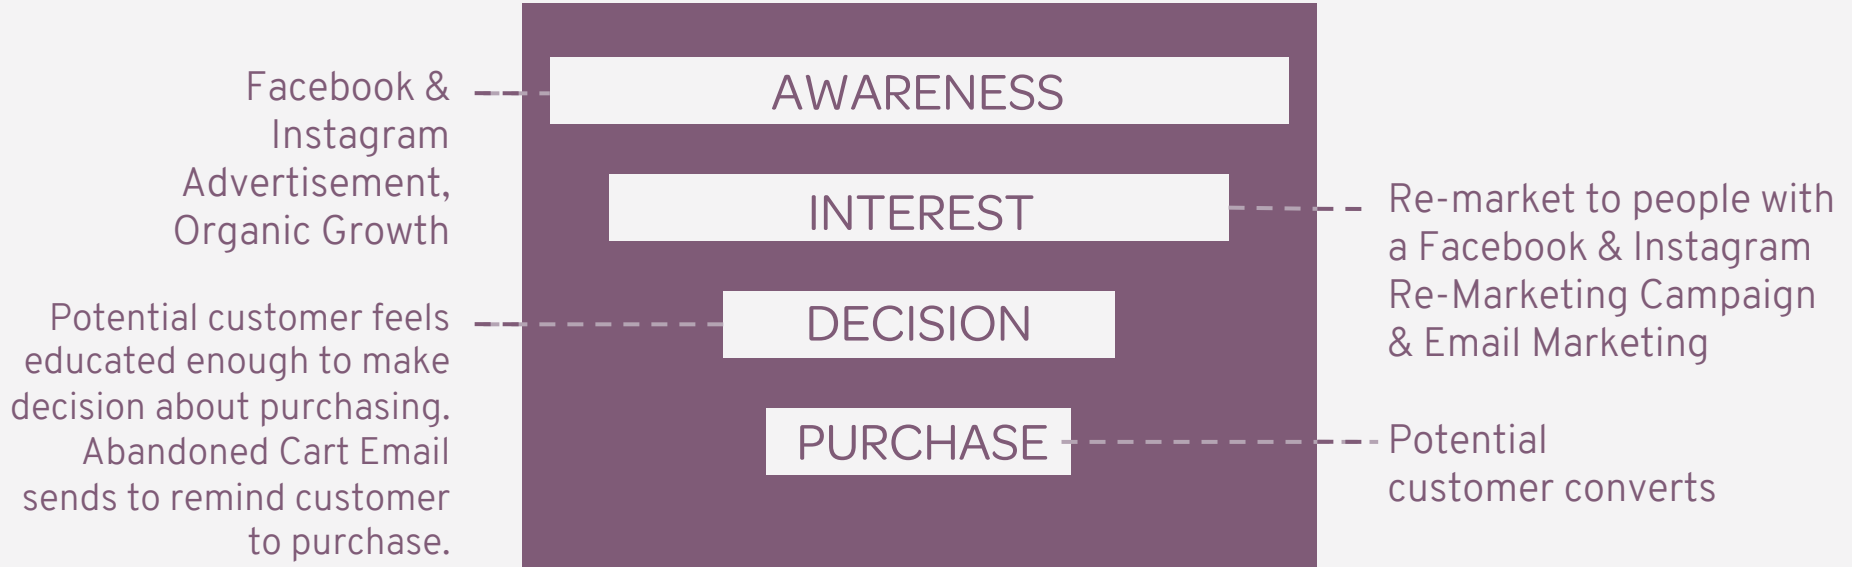 AWARENESS
Facebook &
Instagram
Advertisement,
Organic Growth
INTEREST
Re-market to people with
a Facebook & Instagram
Re-Marketing Campaign
& Email Marketing
DECISION
Potential customer feels
educated enough to make
decision about purchasing.
Abandoned Cart Email
sends to remind customer
to purchase.
PURCHASE
Potential
customer converts